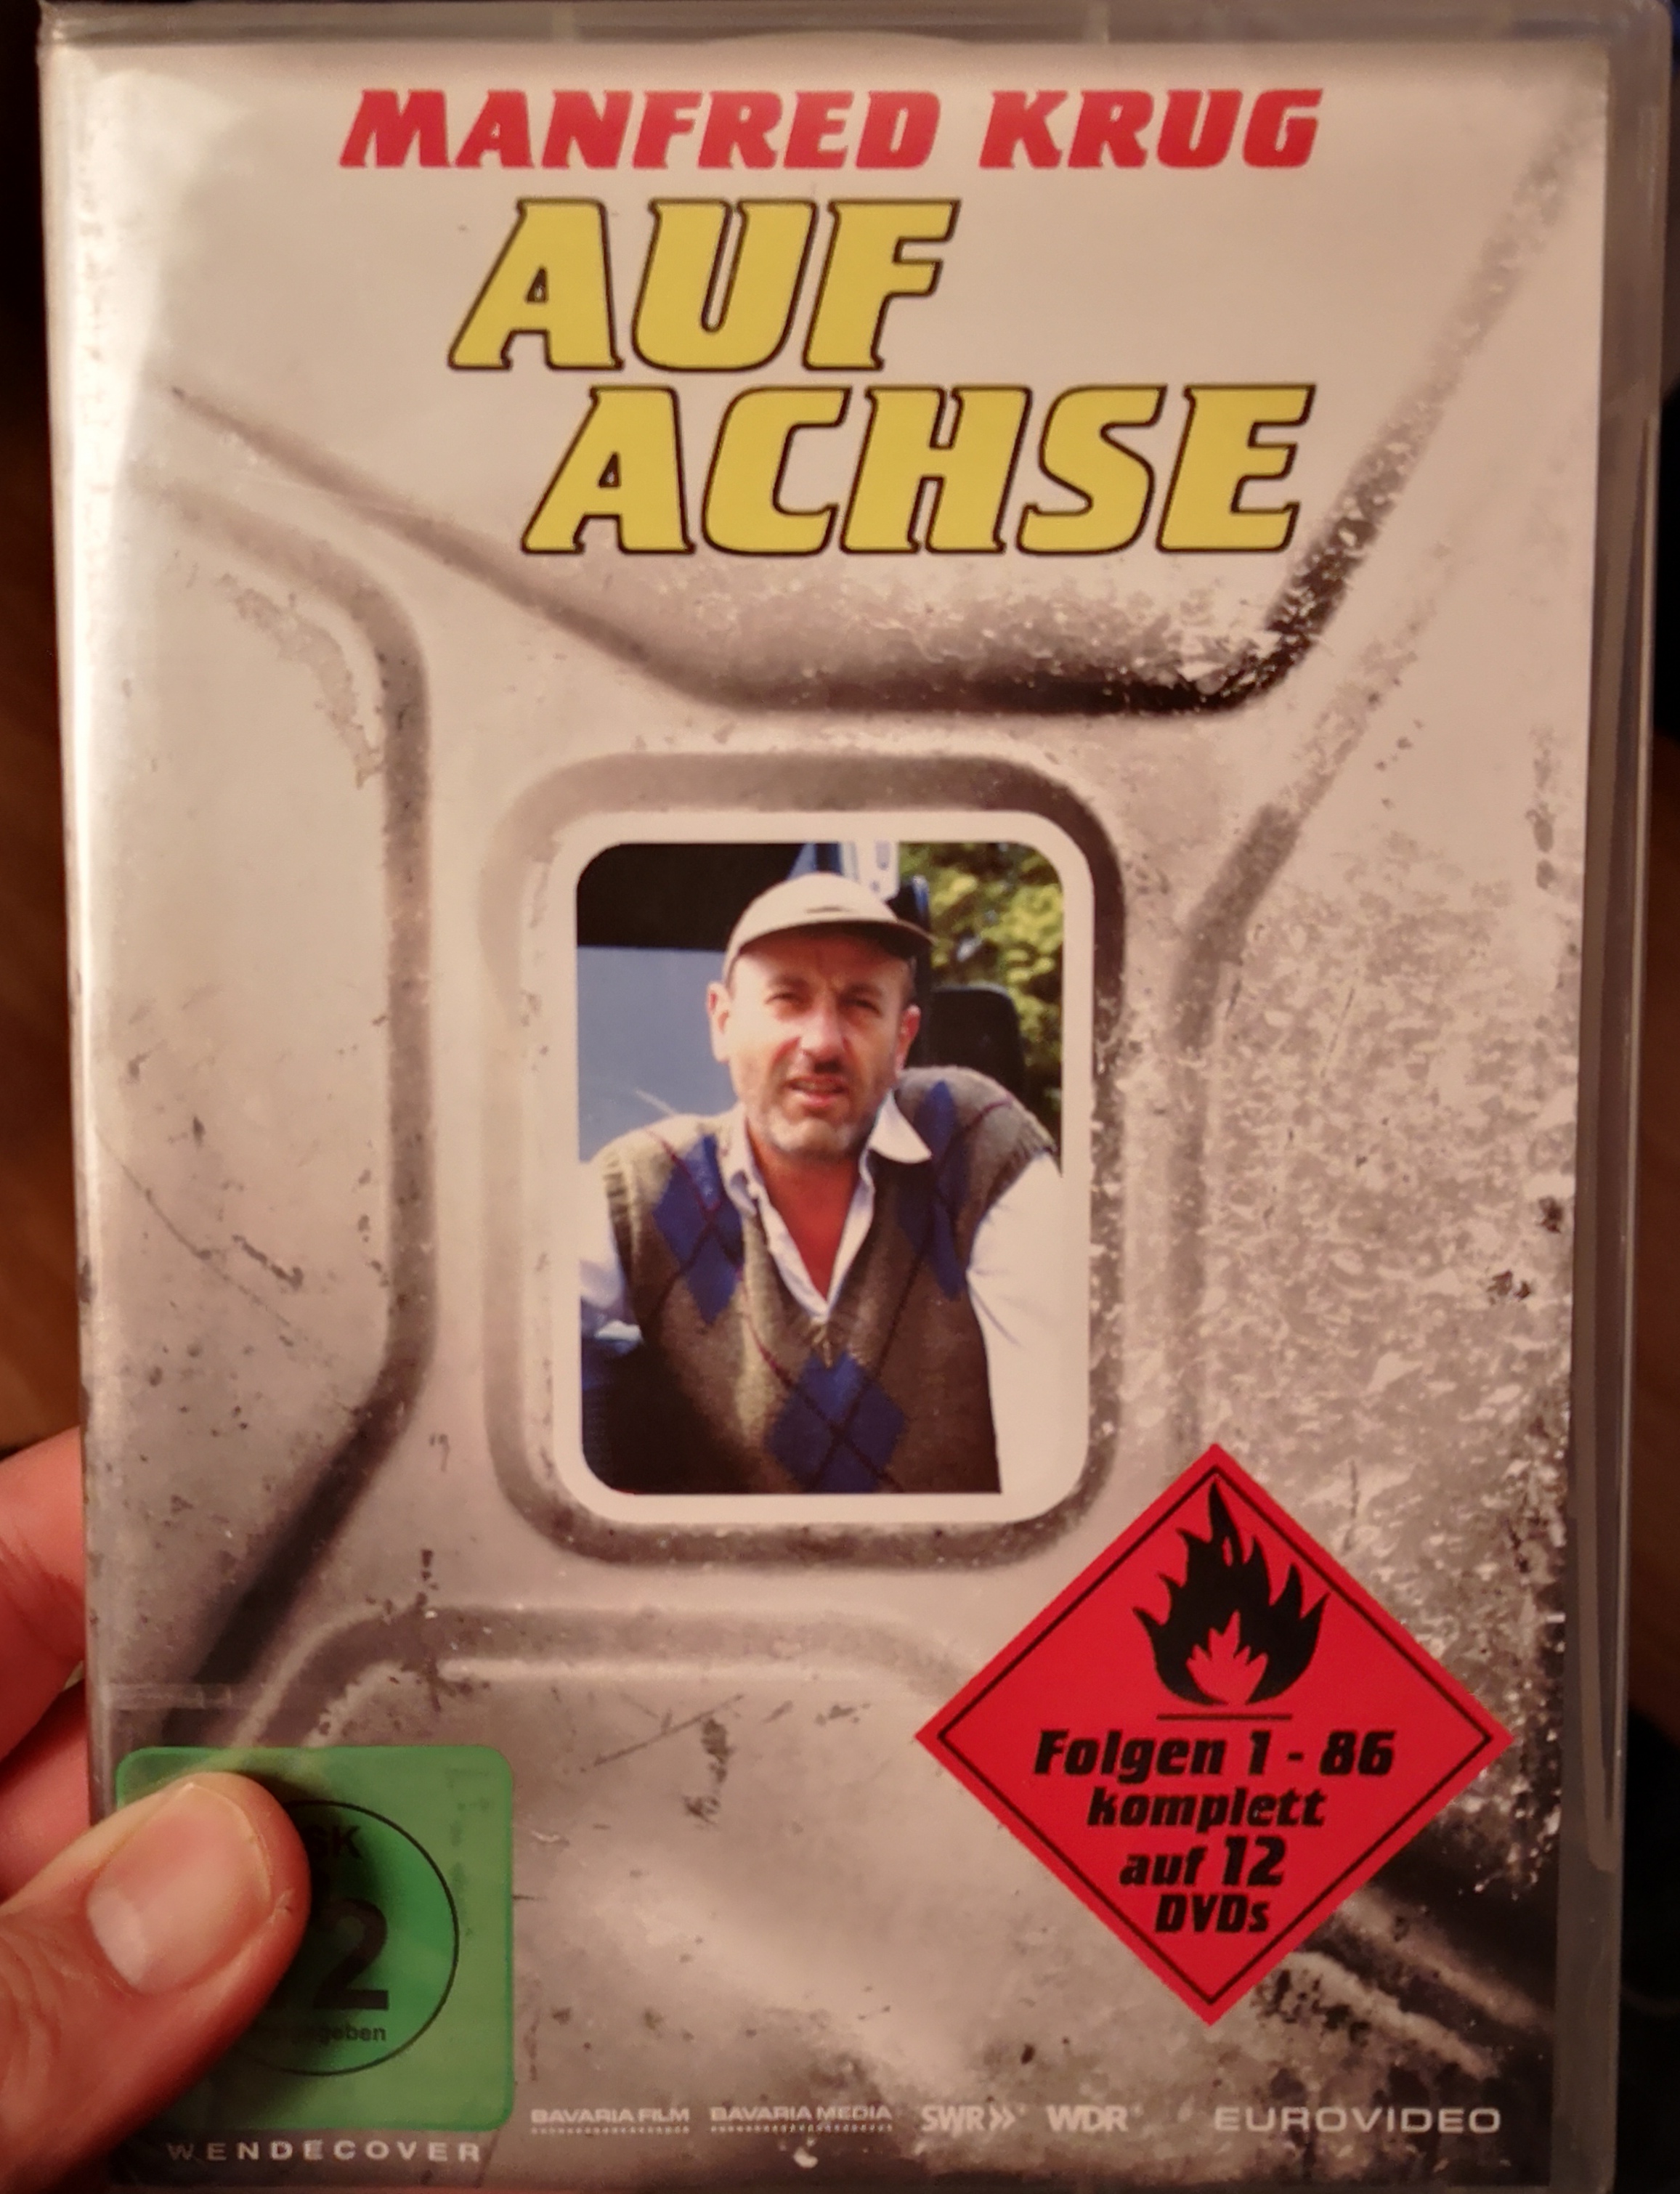 MANFRED KRUG
AUF
ACHSE
Folgen 1 - 86
komplett
auf 12
DVDs
BAVARIA FILM BAVARIA MEDIA SWR WDR EUROVIDEO
WENDECOVER